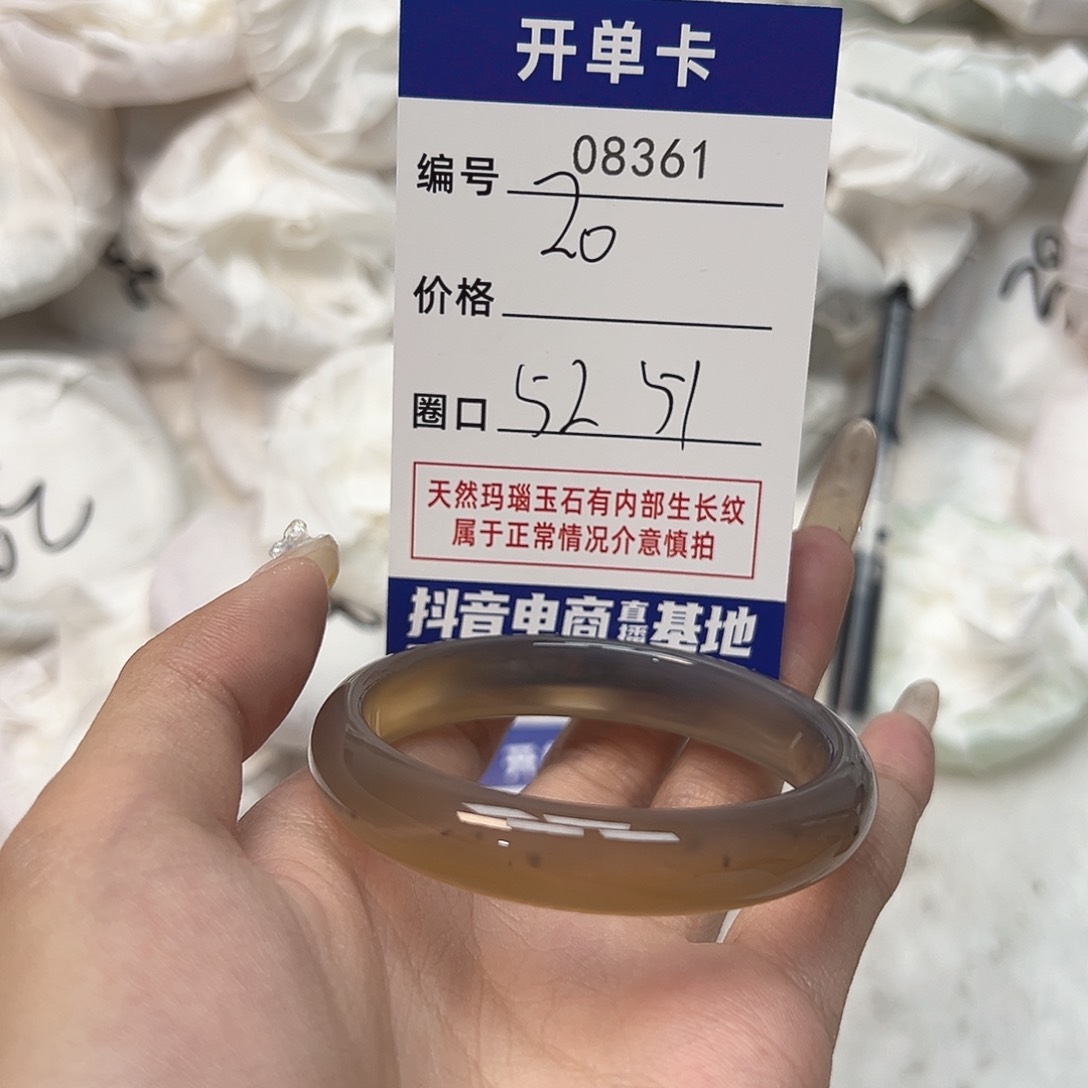 开单卡
编号 08361
20
价格
圈口 52 51
天然玛瑙玉石有内部生长纹
属于正常情况介意慎拍
抖音电商直播基地